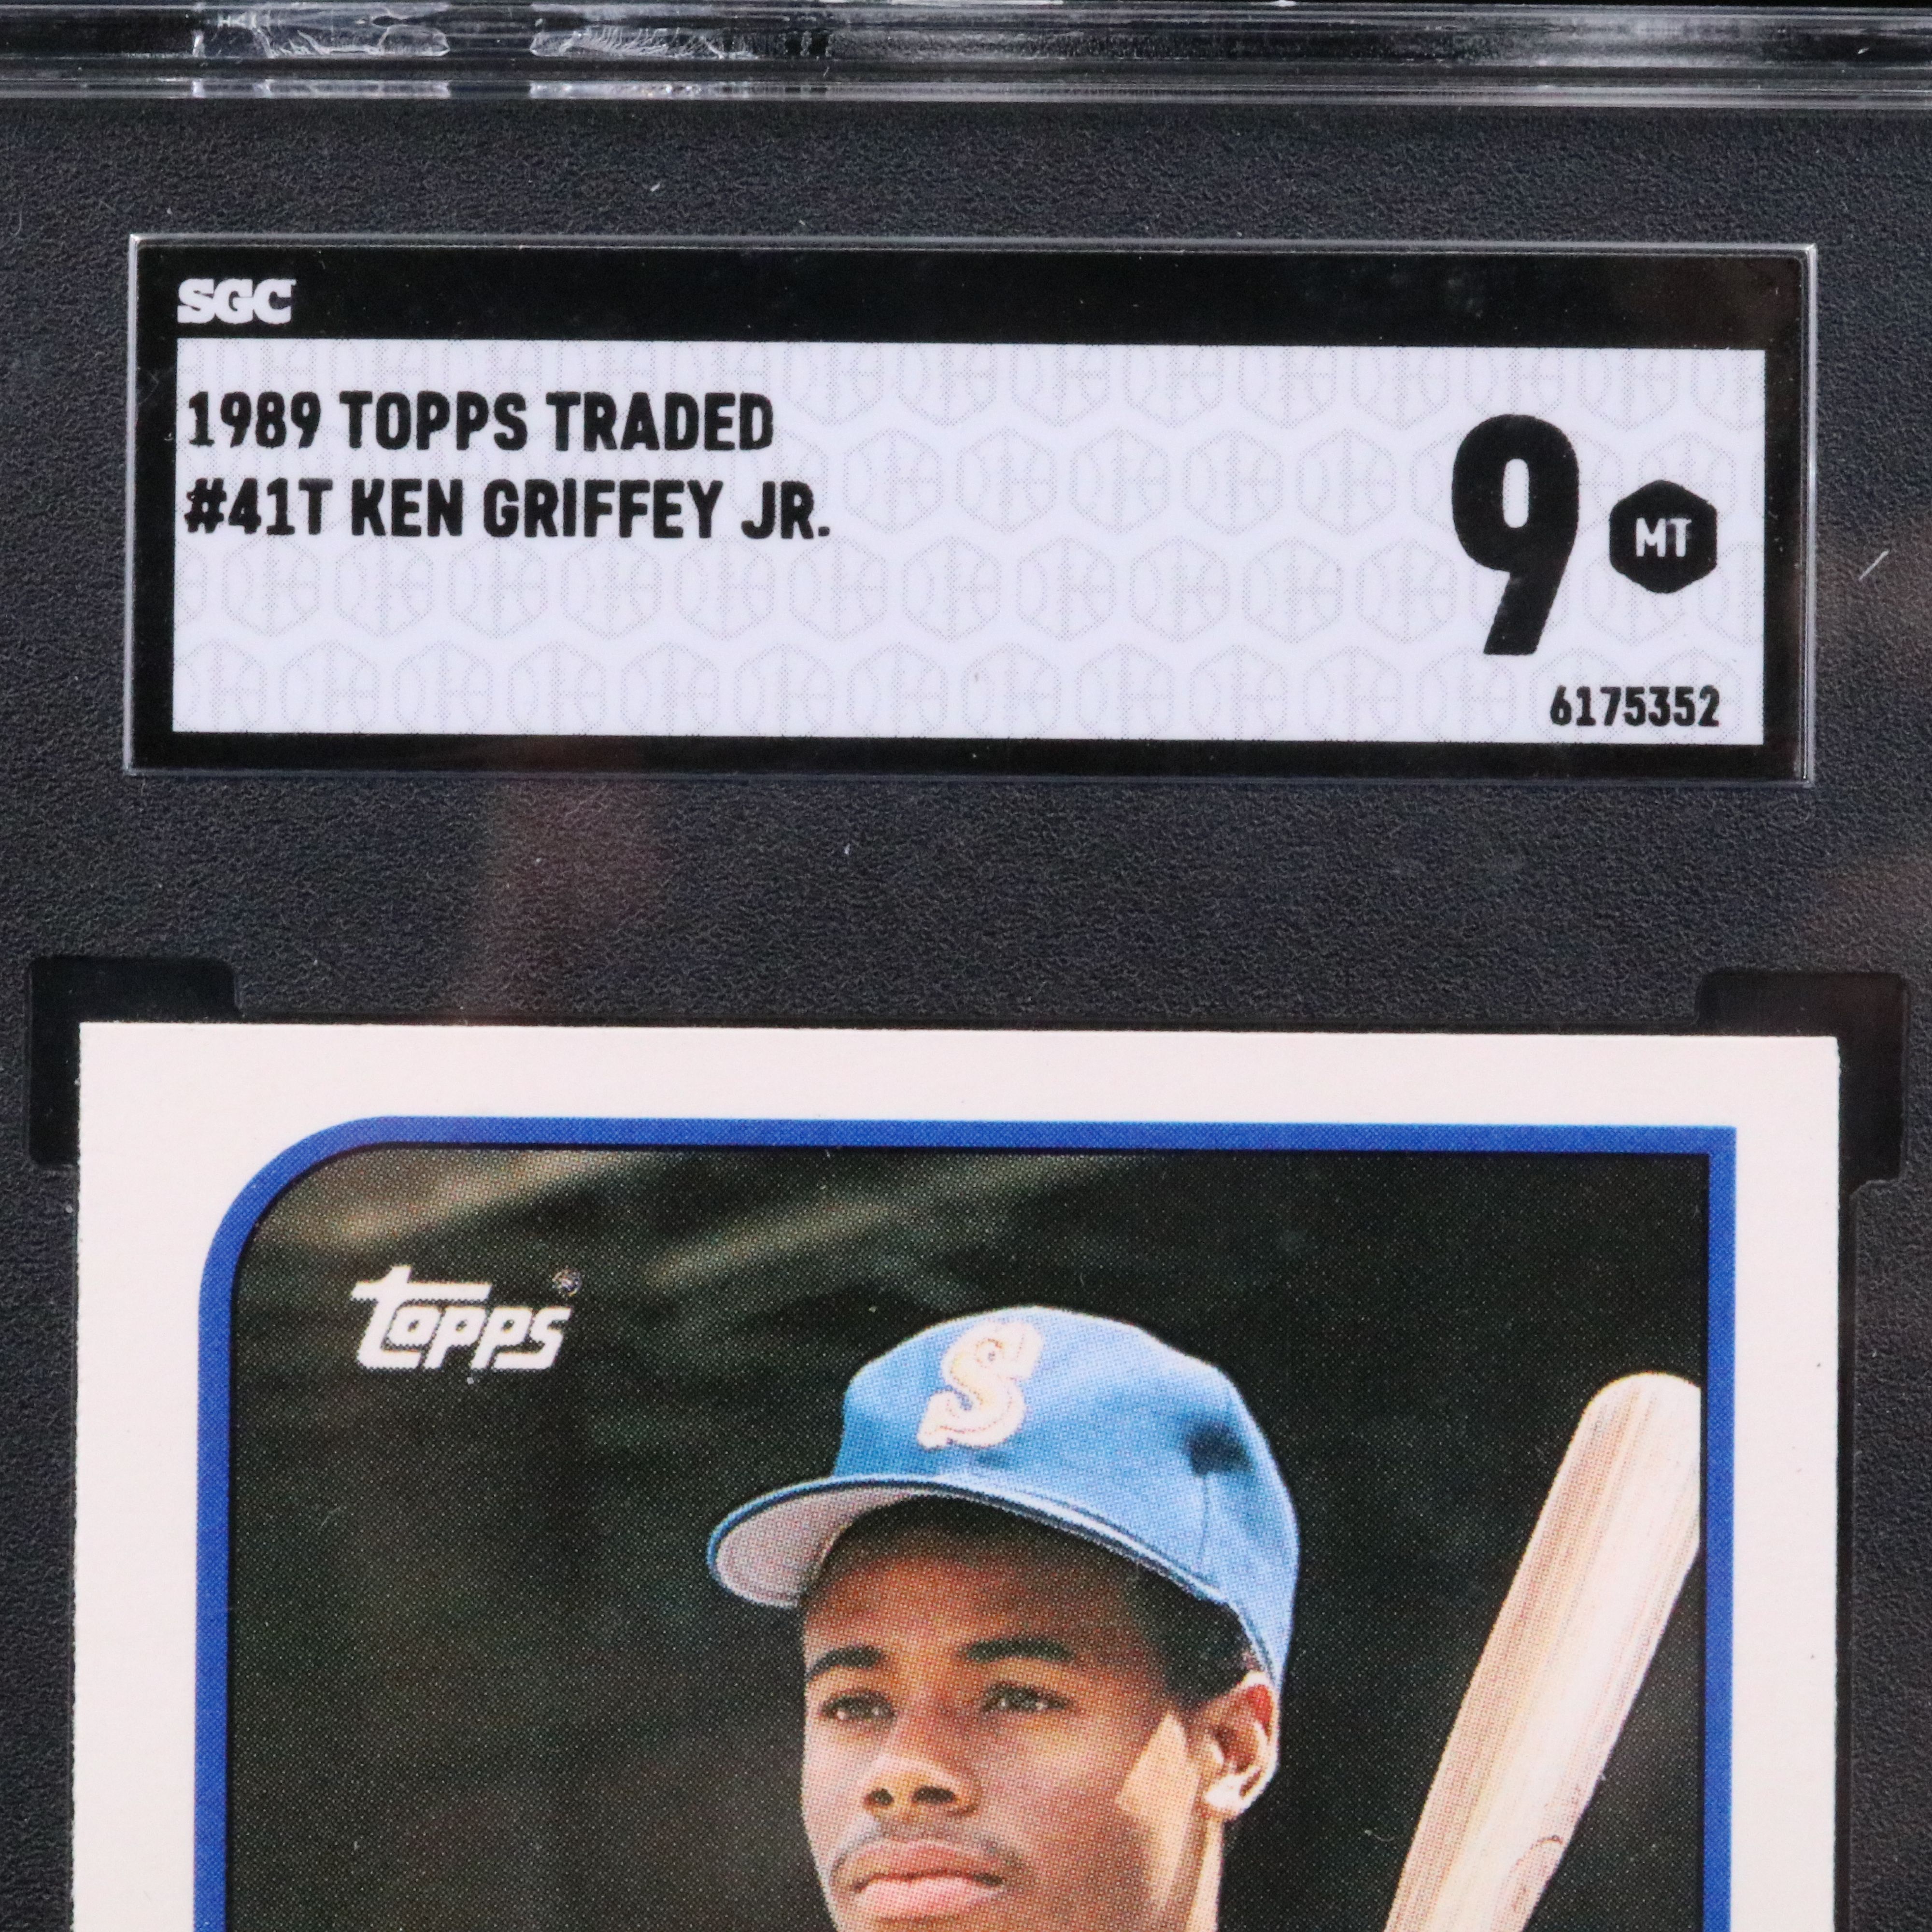 SGC
1989 TOPPS TRADED
#41T KEN GRIFFEY JR.
9 MT
6175352
topps®
S